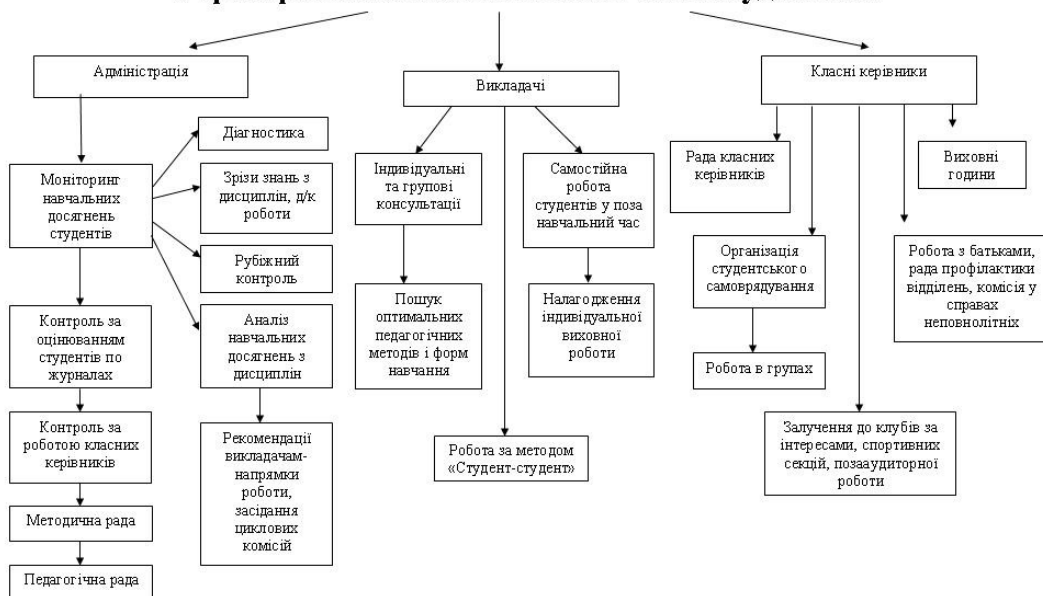 Адміністрація
Викладачі
Класні керівники
Діагностика
Моніторинг
навчальних
досягнень
студентів
Зрізи знань з
дисциплін, д/к
роботи
Рубіжний
контроль
Аналіз
навчальних
досягнень з
дисциплін
Рекомендації
викладачам-
напрямки
роботи,
засідання
циклових
комісій
Контроль за
оцінюванням
студентів по
журналах
Контроль за
роботою класних
керівників
Методична рада
Педагогічна рада
Індивідуальні
та групові
консультації
Пошук
оптимальних
педагогічних
методів і форм
навчання
Самостійна
робота
студентів у поза
навчальний час
Налагодження
індивідуальної
виховної
роботи
Робота за методом
«Студент-студент»
Рада класних
керівників
Виховні
години
Організація
студентського
самоврядування
Робота в групах
Робота з батьками,
рада профілактики
відділень, комісія у
справах
неповнолітніх
Залучення до клубів за
інтересами, спортивних
секцій, позааудиторної
роботи